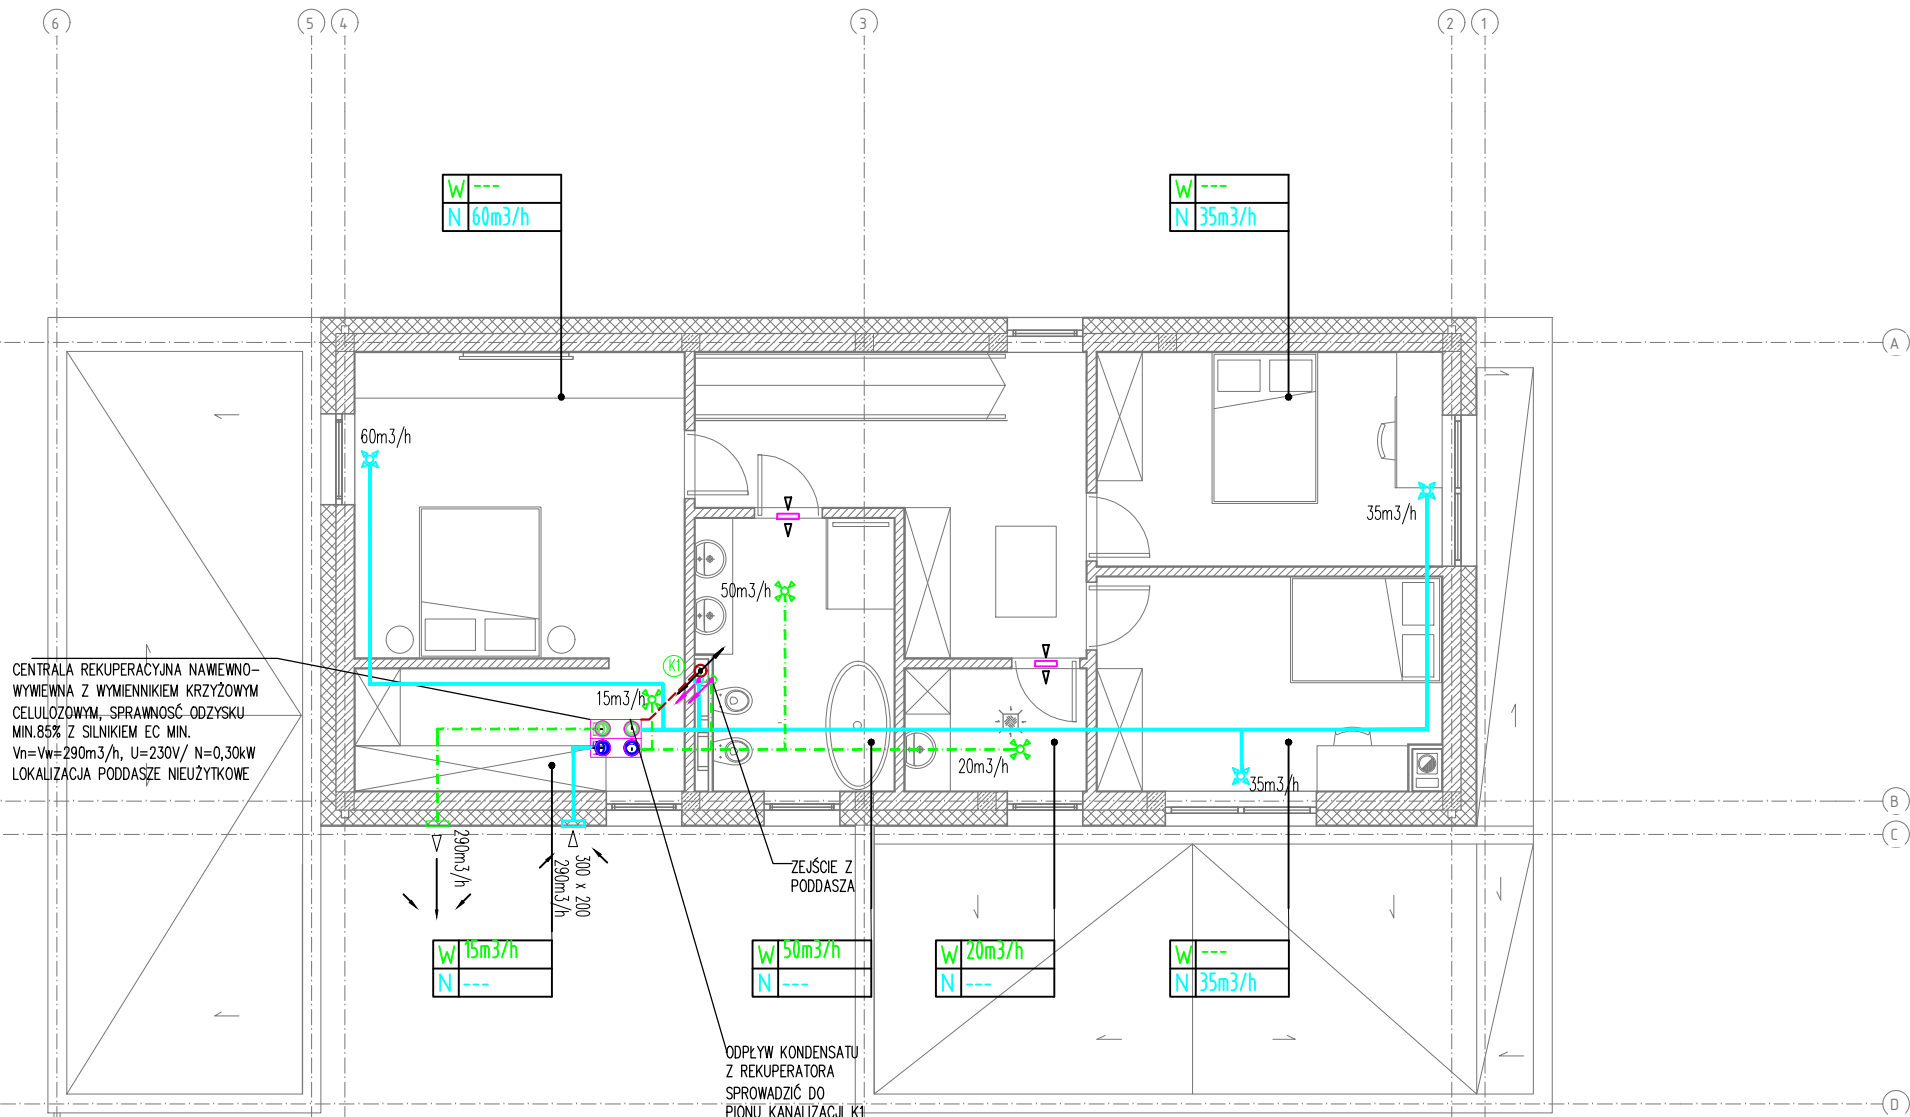 6 5 4 3 2 1
W ---
N 60m3/h
W ---
N 35m3/h
A
60m3/h
35m3/h
50m3/h
K1
15m3/h
CENTRALA REKUPERACYJNA NAWIEWNO-
WYWIEWNA Z WYMIENNIKIEM KRZYŻOWYM
CELULOZOWYM, SPRAWNOŚĆ ODZYSKU
MIN.85% Z SILNIKIEM EC MIN.
Vn=Vw=290m3/h, U=230V/ N=0,30kW
LOKALIZACJA PODDASZE NIEUŻYTKOWE
20m3/h
35m3/h
B
C
290m3/h
300 x 200
290m3/h
ZEJŚCIE Z
PODDASZA
W 15m3/h
N ---
W 50m3/h
N ---
W 20m3/h
N ---
W ---
N 35m3/h
ODPŁYW KONDENSATU
Z REKUPERATORA
SPROWADZIĆ DO
PIONU KANALIZACJI K1
D